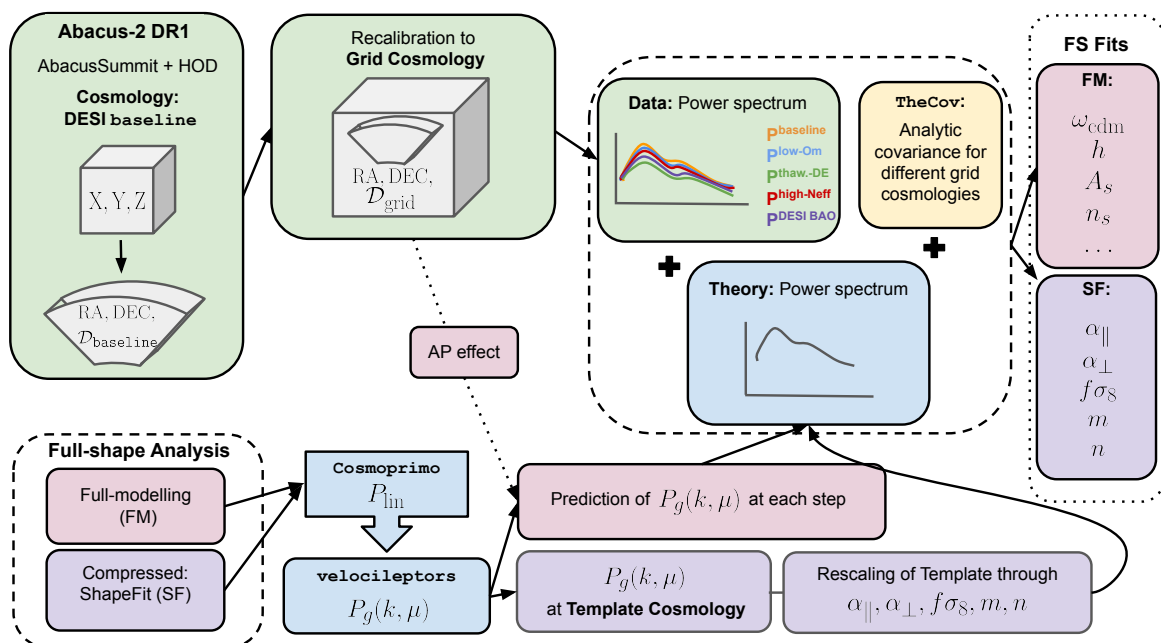 Abacus-2 DR1
AbacusSummit + HOD
Cosmology:
DESI baseline
X, Y, Z
RA, DEC,
𝒟baseline
Recalibration to
Grid Cosmology
RA, DEC,
𝒟grid
AP effect
Data: Power spectrum
Pbaseline
Plow-Om
Pthaw.-DE
Phigh-Neff
PDESI BAO
TheCov:
Analytic
covariance for
different grid
cosmologies
Theory: Power spectrum
FS Fits
FM:
ωcdm
h
As
ns
...
SF:
α∥
α⊥
fσ8
m
n
Full-shape Analysis
Full-modelling
(FM)
Compressed:
ShapeFit (SF)
Cosmoprimo
Plin
velocileptors
Pg(k, μ)
Prediction of Pg(k, μ) at each step
Pg(k, μ)
at Template Cosmology
Rescaling of Template through
α∥, α⊥, fσ8, m, n